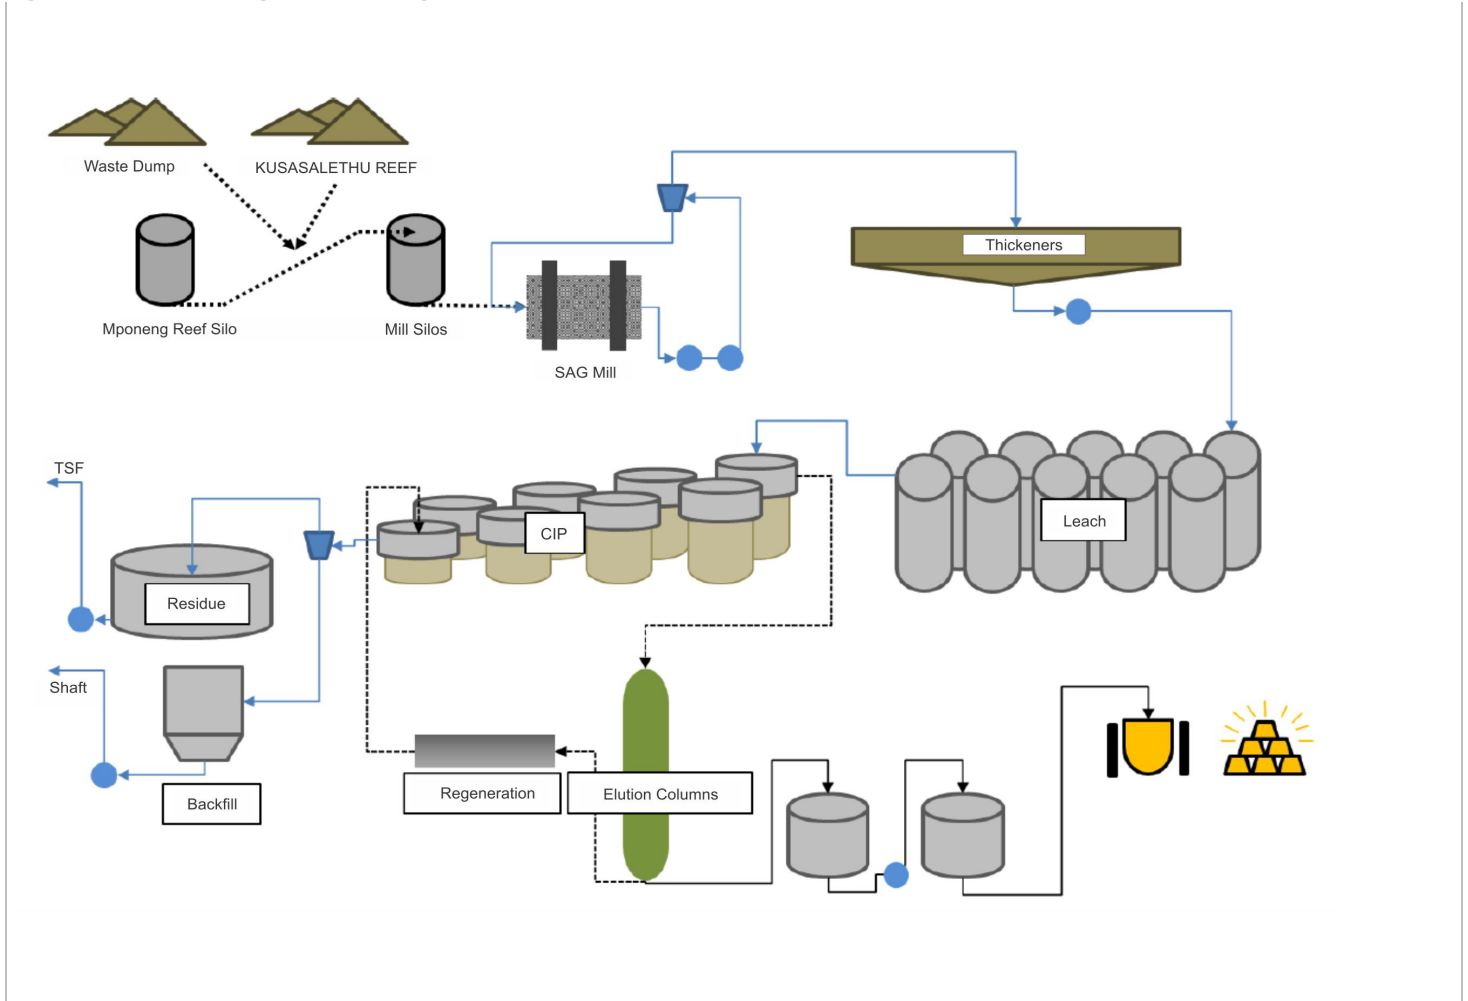 Waste Dump
KUSASALETHU REEF
Mponeng Reef Silo
Mill Silos
SAG Mill
Thickeners
TSF
CIP
Leach
Residue
Shaft
Regeneration
Elution Columns
Backfill